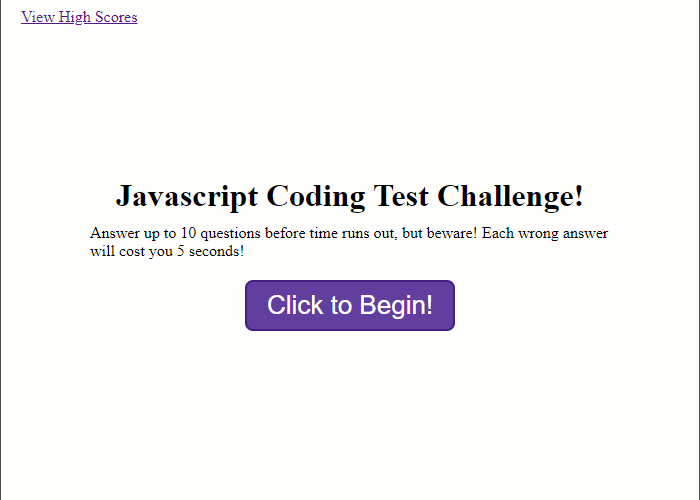 View High Scores
Javascript Coding Test Challenge!
Answer up to 10 questions before time runs out, but beware! Each wrong answer
will cost you 5 seconds!
Click to Begin!